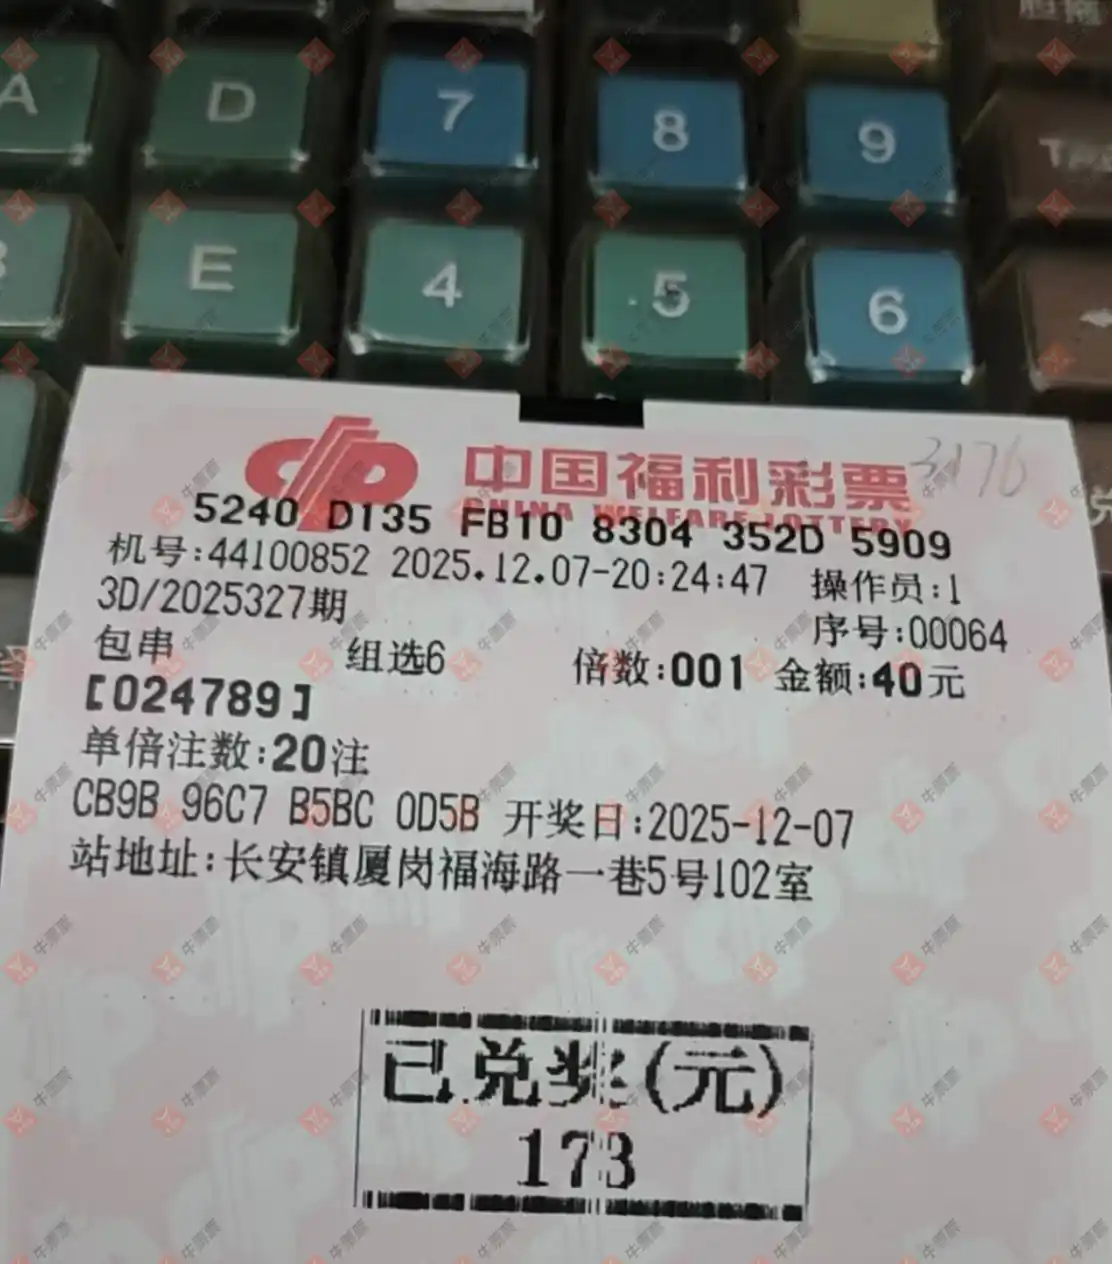 A D 7 8 9
E 4 5 6
中国福利彩票 3176
CHINA WELFARE LOTTERY
5240 D135 FB10 8304 352D 5909
机号:44100852 2025.12.07-20:24:47 操作员:1
3D/2025327期 序号:00064
包串 组选6 倍数:001 金额:40元
[024789]
单倍注数:20注
CB9B 96C7 B5BC 0D5B 开奖日:2025-12-07
站地址:长安镇厦岗福海路一巷5号102室
已兑奖(元)
173